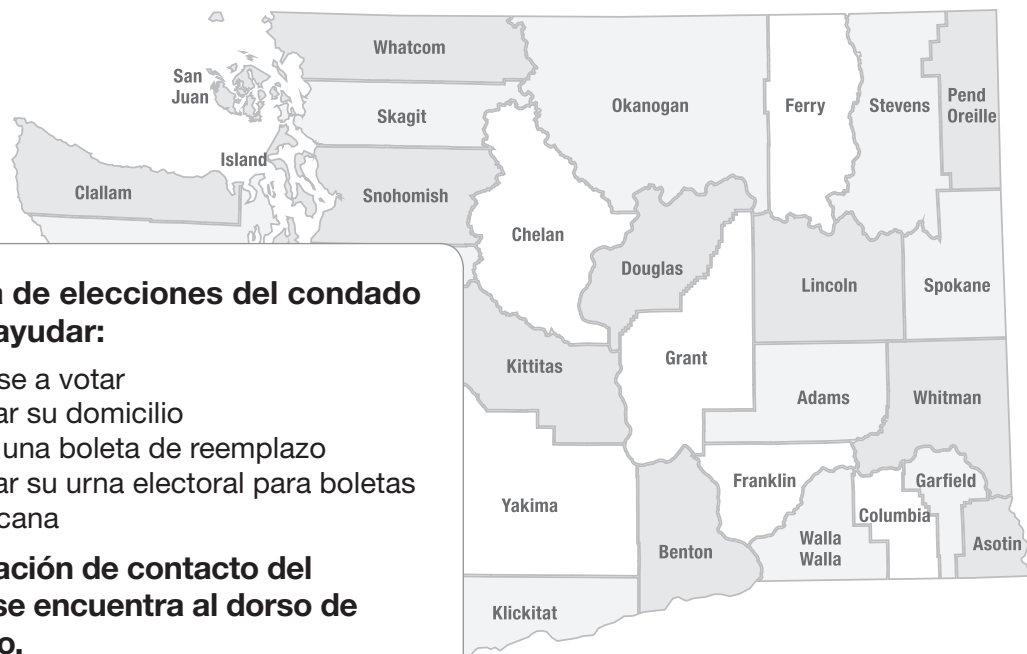 Whatcom
San
Juan
Skagit
Island
Clallam
Snohomish
Okanogan
Ferry
Stevens
Pend
Oreille
Chelan
Douglas
Lincoln
Spokane
Grant
Kittitas
Adams
Whitman
Yakima
Franklin
Garfield
Columbia
Walla
Walla
Benton
Asotin
Klickitat
a de elecciones del condado
ayudar:
se a votar
ar su domicilio
una boleta de reemplazo
ar su urna electoral para boletas
cana
ación de contacto del
se encuentra al dorso de
o.